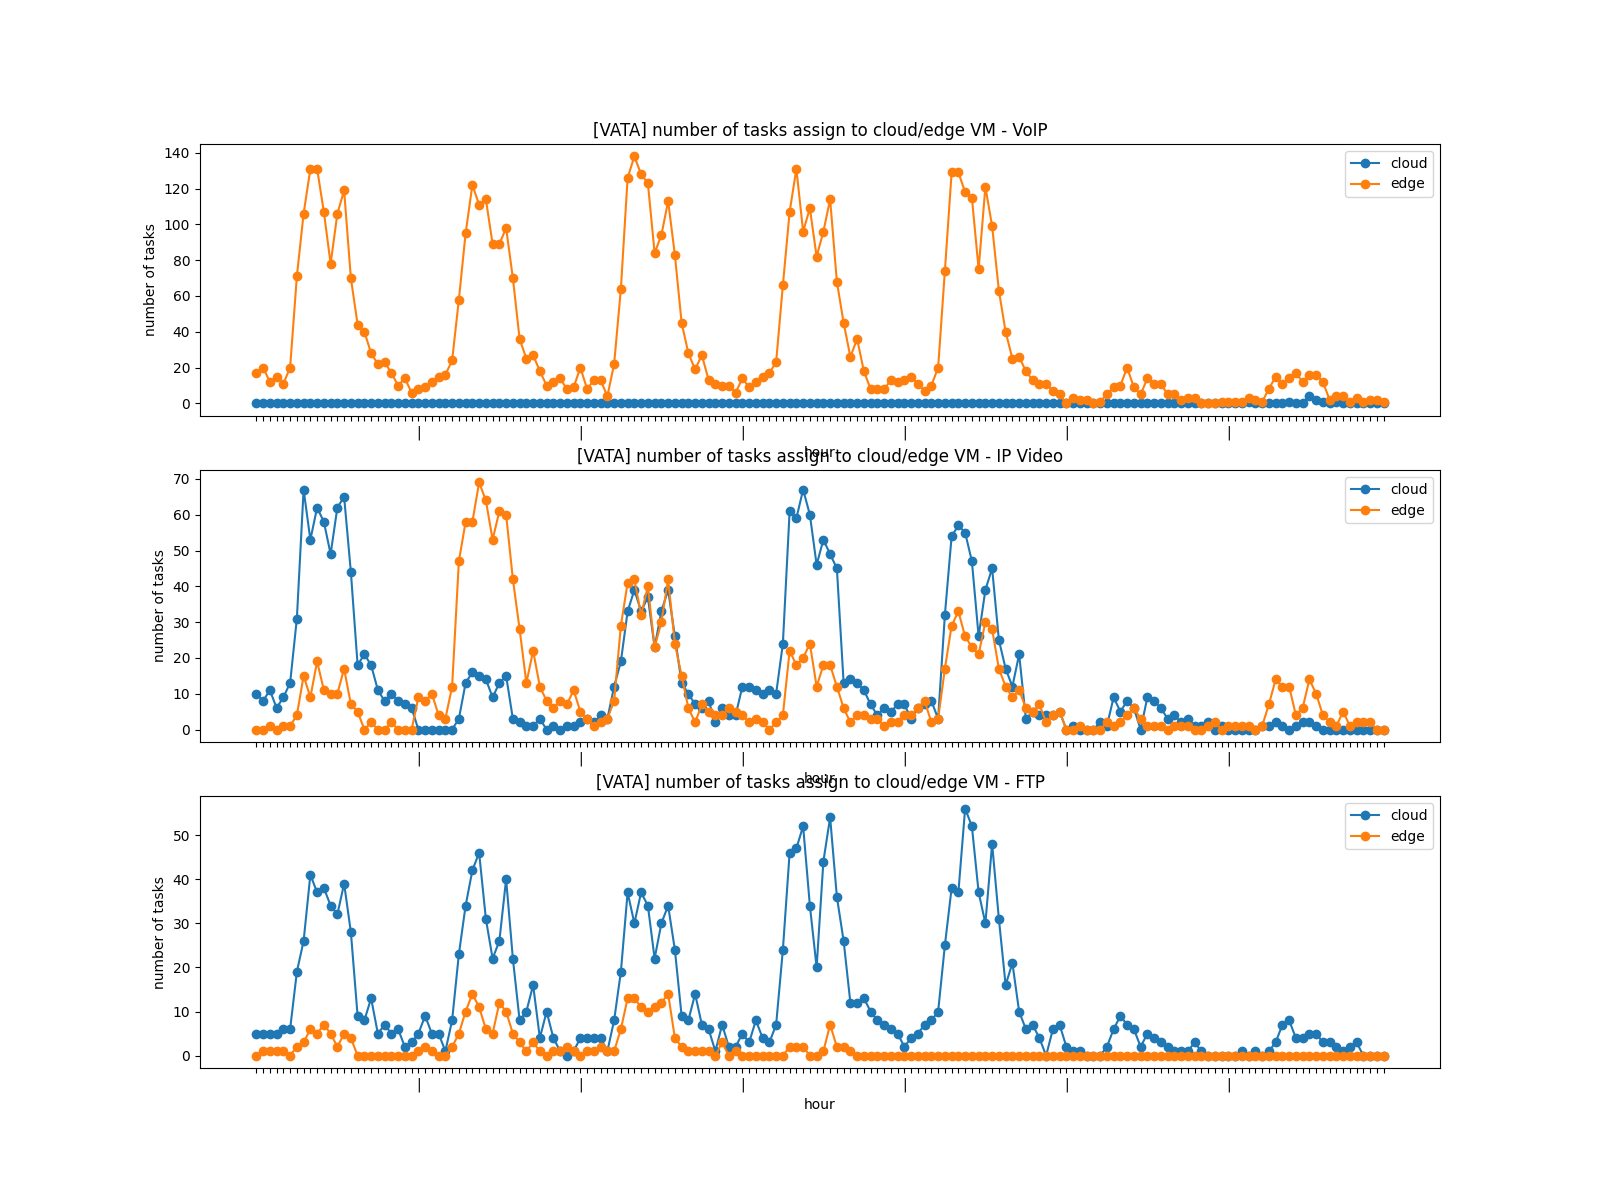 [VATA] number of tasks assign to cloud/edge VM - VoIP
number of tasks
140
120
100
80
60
40
20
0
cloud
edge
hour
[VATA] number of tasks assign to cloud/edge VM - IP Video
number of tasks
70
60
50
40
30
20
10
0
cloud
edge
hour
[VATA] number of tasks assign to cloud/edge VM - FTP
number of tasks
50
40
30
20
10
0
cloud
edge
hour